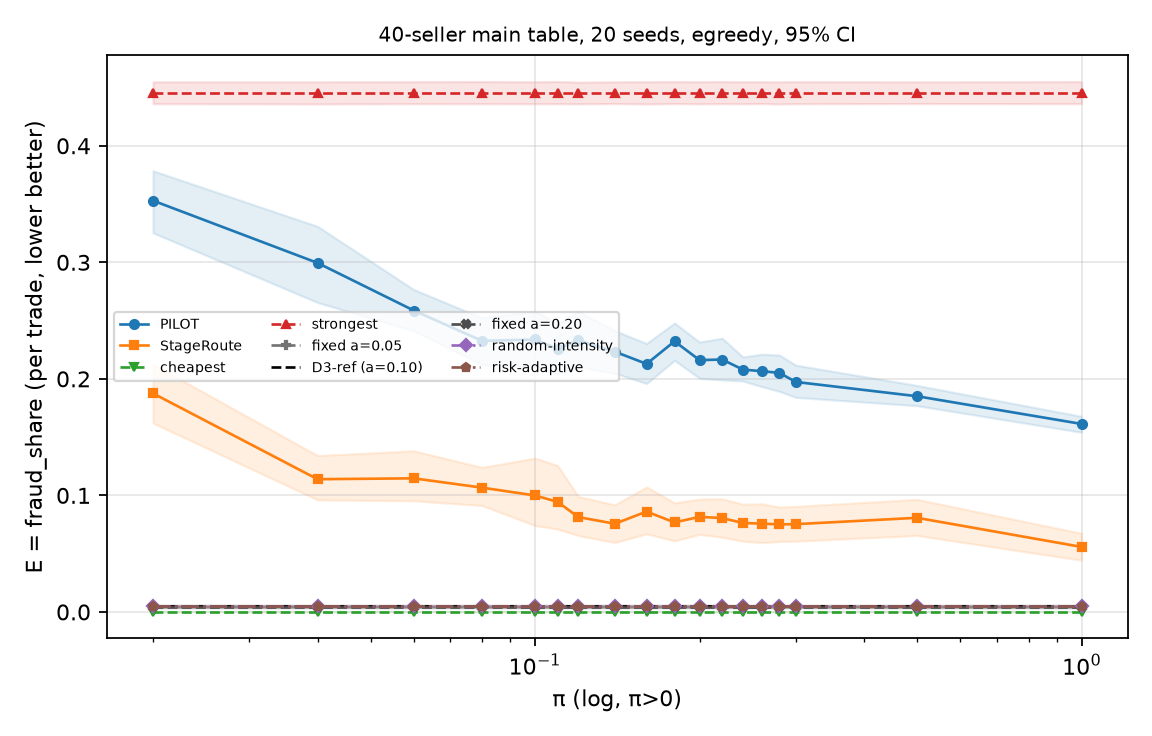 40-seller main table, 20 seeds, egreedy, 95% CI
E = fraud_share (per trade, lower better)
0.4
0.3
0.2
0.1
0.0
PILOT
StageRoute
cheapest
strongest
fixed a=0.05
D3-ref (a=0.10)
fixed a=0.20
random-intensity
risk-adaptive
10⁻¹
10⁰
π (log, π>0)